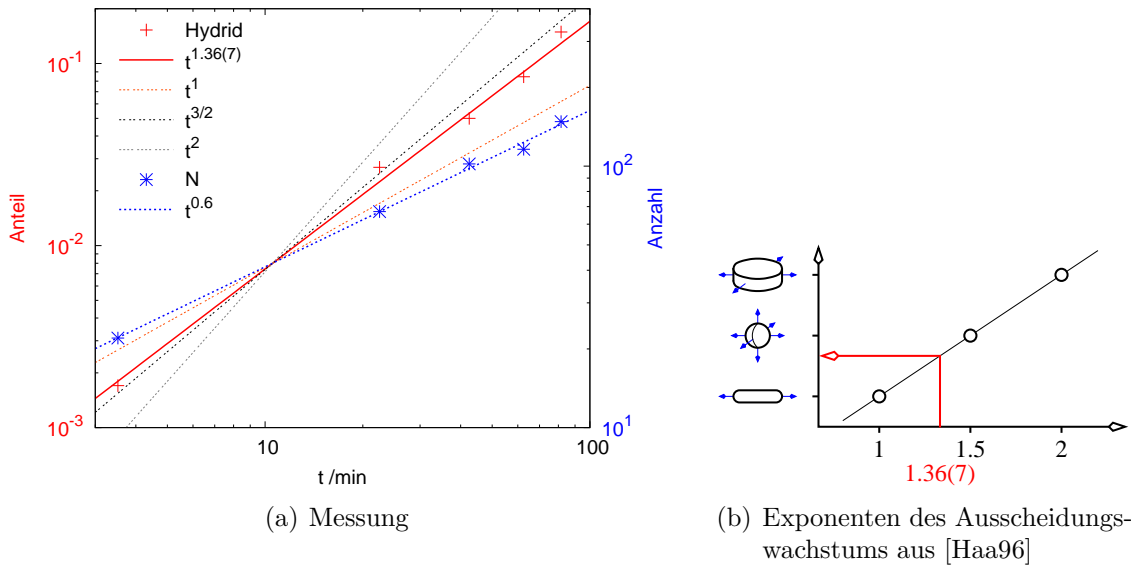 Hydrid
t^1.36(7)
t^1
t^3/2
t^2
N
t^0.6
10^-1
10^-2
10^-3
Anteil
10
100
t /min
10^2
10^1
Anzahl
(a) Messung
1
1.5
2
1.36(7)
(b) Exponenten des Ausscheidungs-
wachstums aus [Haa96]